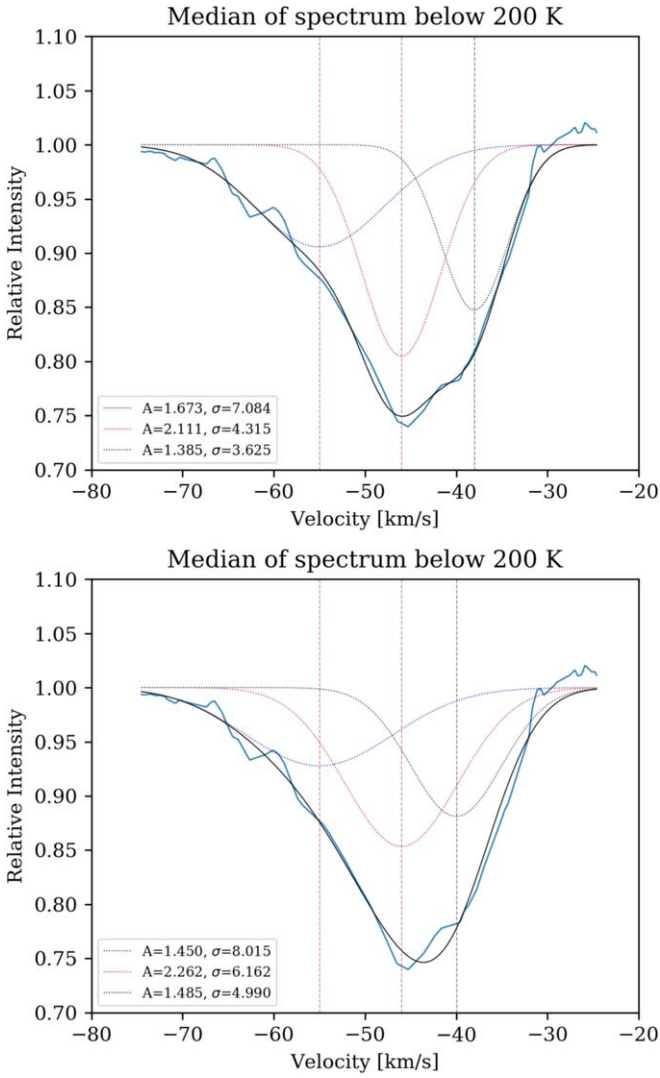 Median of spectrum below 200 K
1.10
1.05
1.00
0.95
0.90
0.85
0.80
0.75
0.70
Relative Intensity
A=1.673, σ=7.084
A=2.111, σ=4.315
A=1.385, σ=3.625
−80 −70 −60 −50 −40 −30 −20
Velocity [km/s]
Median of spectrum below 200 K
1.10
1.05
1.00
0.95
0.90
0.85
0.80
0.75
0.70
Relative Intensity
A=1.450, σ=8.015
A=2.262, σ=6.162
A=1.485, σ=4.990
−80 −70 −60 −50 −40 −30 −20
Velocity [km/s]